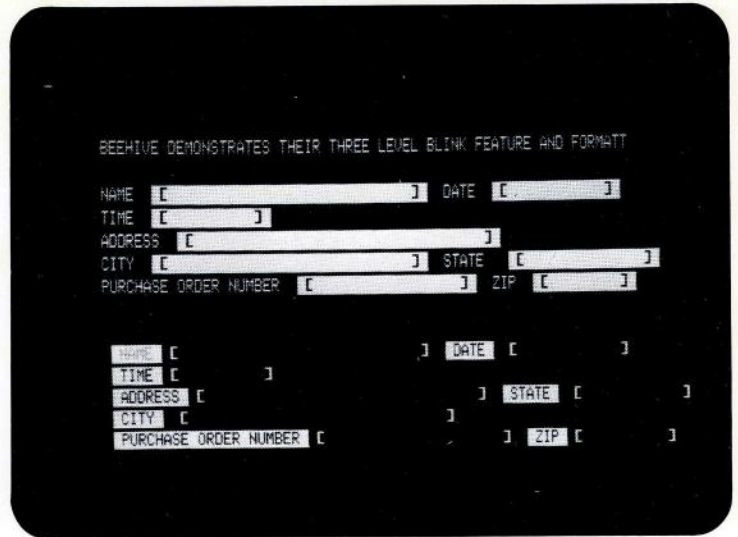 BEEHIVE DEMONSTRATES THEIR THREE LEVEL BLINK FEATURE AND FORMATT
NAME [ ] DATE [ ]
TIME [ ]
ADDRESS [ ]
CITY [ ] STATE [ ]
PURCHASE ORDER NUMBER [ ] ZIP [ ]
NAME [ ] DATE [ ]
TIME [ ]
ADDRESS [ ] STATE [ ]
CITY [ ]
PURCHASE ORDER NUMBER [ ] ZIP [ ]